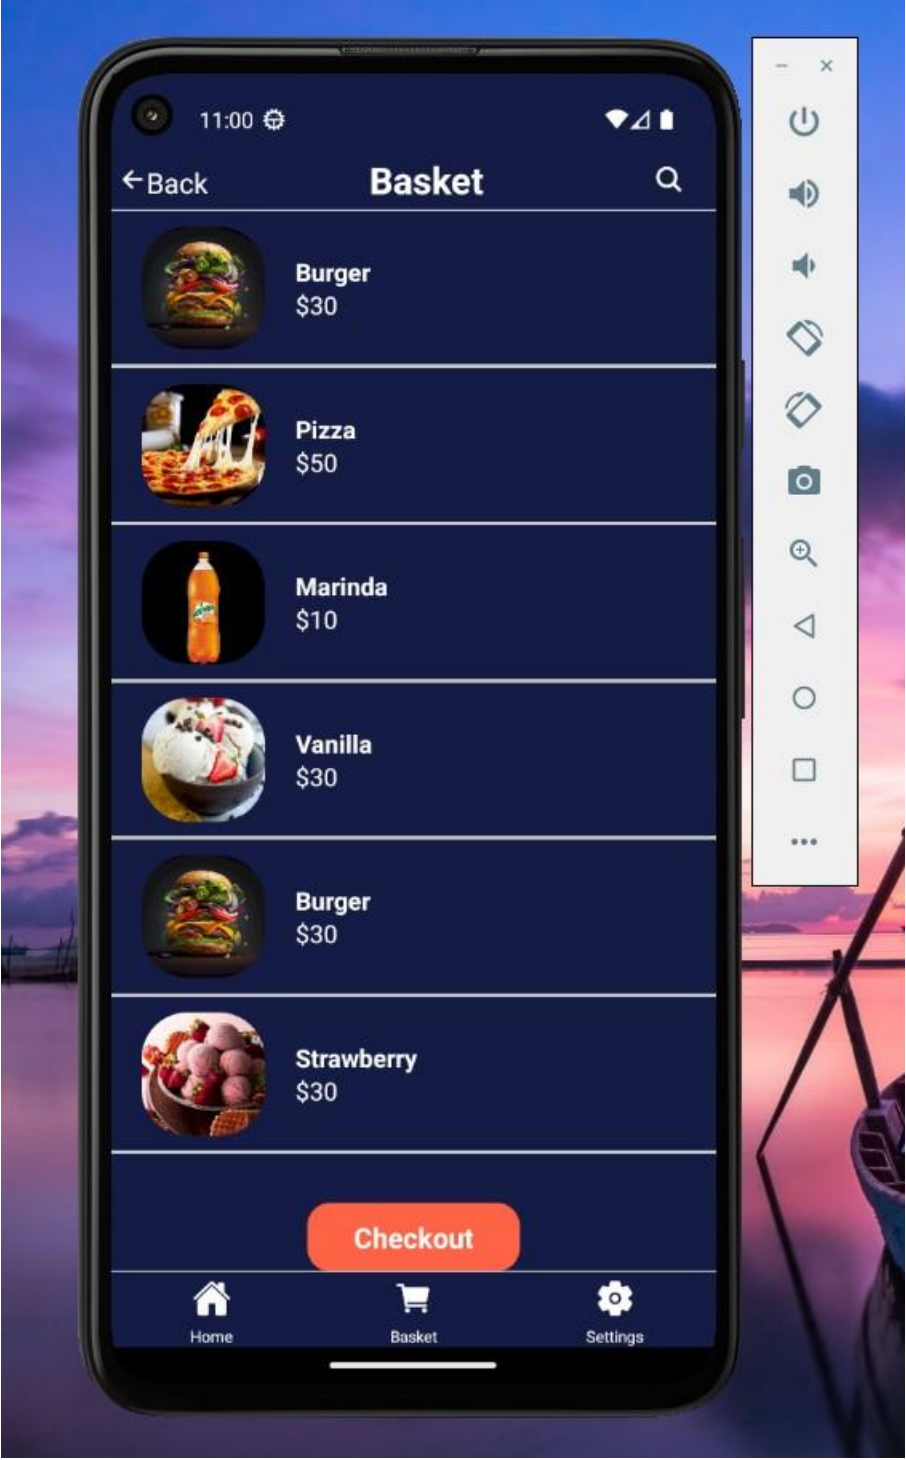 11:00
Back
Basket
Burger
$30
Pizza
$50
Marinda
$10
Vanilla
$30
Burger
$30
Strawberry
$30
Checkout
Home
Basket
Settings